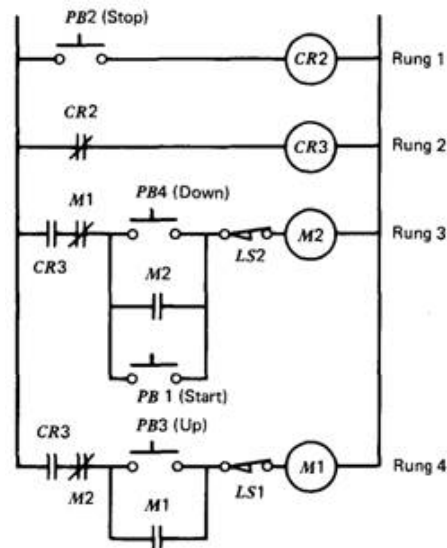 PB2 (Stop)
CR2
Rung 1
CR2
CR3
Rung 2
M1
PB4 (Down)
CR3
LS2
M2
Rung 3
M2
PB 1 (Start)
CR3
PB3 (Up)
M2
LS1
M1
Rung 4
M1